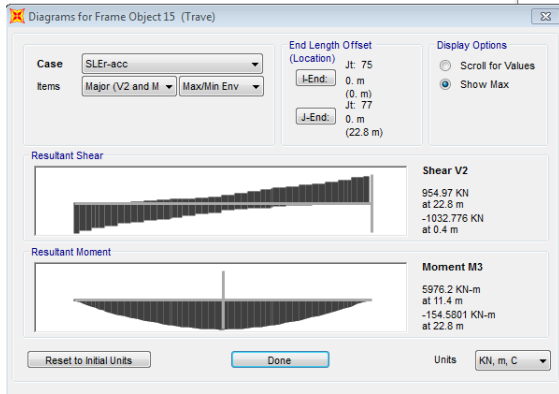 Diagrams for Frame Object 15 (Trave)
Case
SLEr-acc
Items
Major (V2 and M
Max/Min Env
End Length Offset
(Location)
Jt: 75
I-End:
0. m
(0. m)
Jt: 77
J-End:
0. m
(22.8 m)
Display Options
Scroll for Values
Show Max
Resultant Shear
Shear V2
954.97 KN
at 22.8 m
-1032.776 KN
at 0.4 m
Resultant Moment
Moment M3
5976.2 KN-m
at 11.4 m
-154.5801 KN-m
at 22.8 m
Reset to Initial Units
Done
Units
KN, m, C